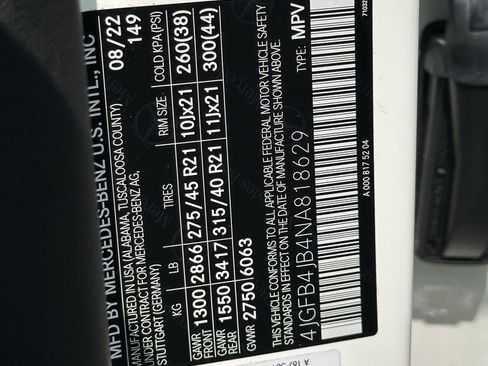 MFD BY MERCEDES-BENZ U.S. INTL., INC
MANUFACTURED IN USA (ALABAMA, TUSCALOOSA COUNTY)
UNDER CONTRACT FOR MERCEDES-BENZ AG,
STUTTGART (GERMANY)
08/22
149
KG LB TIRES RIM SIZE COLD KPA(PSI)
GAWR FRONT 1300 2866 275/45 R21 10Jx21 260(38)
GAWR 1550 3417 315/40 R21 11Jx21 300(44)
GVWR 2750 6063
THIS VEHICLE CONFORMS TO ALL APPLICABLE FEDERAL MOTOR VEHICLE SAFETY
STANDARDS IN EFFECT ON THE DATE OF MANUFACTURE SHOWN ABOVE.
4JGFB4JB4NA818629 TYPE: MPV
A 000 817 52 04